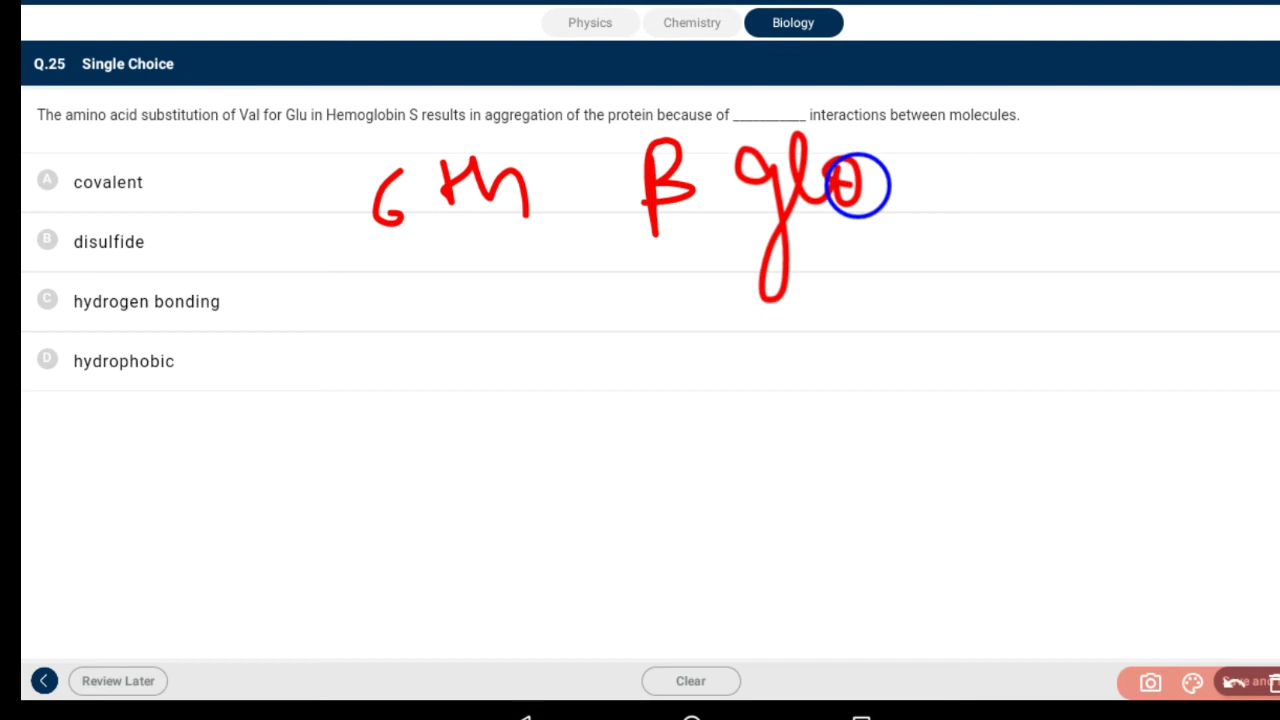 Physics Chemistry Biology
Q.25 Single Choice
The amino acid substitution of Val for Glu in Hemoglobin S results in aggregation of the protein because of ___________ interactions between molecules.
A covalent
6th β glo
B disulfide
C hydrogen bonding
D hydrophobic
Review Later Clear